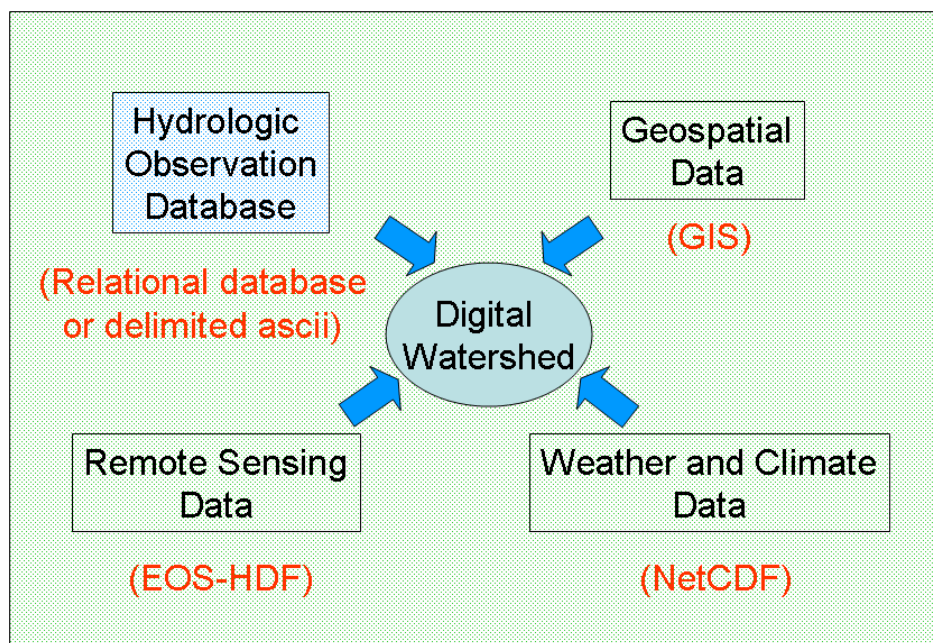 Hydrologic
Observation
Database
(Relational database
or delimited ascii)
Geospatial
Data
(GIS)
Digital
Watershed
Remote Sensing
Data
(EOS-HDF)
Weather and Climate
Data
(NetCDF)